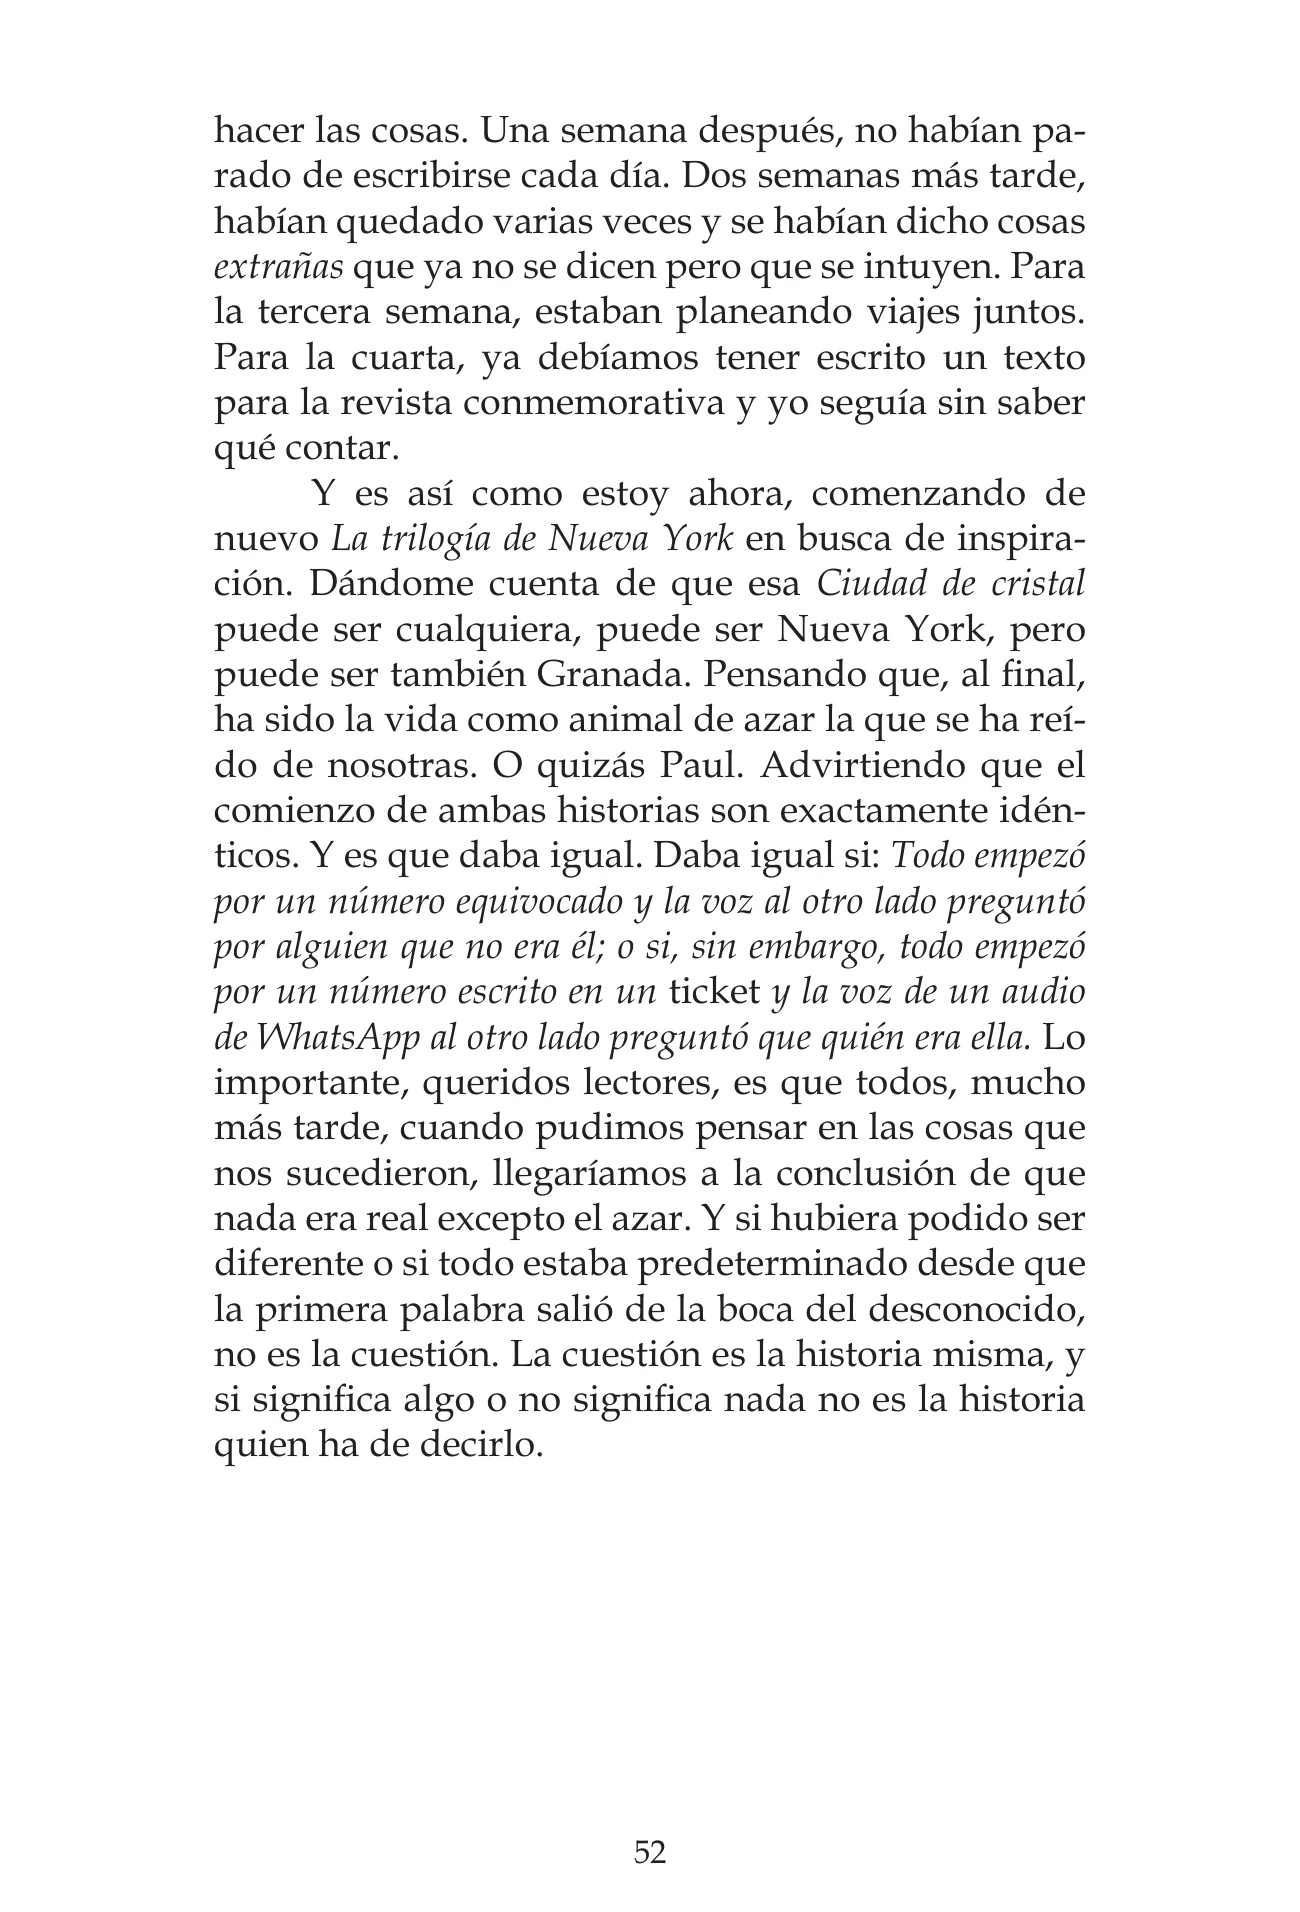 hacer las cosas. Una semana después, no habían pa-
rado de escribirse cada día. Dos semanas más tarde,
habían quedado varias veces y se habían dicho cosas
extrañas que ya no se dicen pero que se intuyen. Para
la tercera semana, estaban planeando viajes juntos.
Para la cuarta, ya debíamos tener escrito un texto
para la revista conmemorativa y yo seguía sin saber
qué contar.
Y es así como estoy ahora, comenzando de
nuevo La trilogía de Nueva York en busca de inspira-
ción. Dándome cuenta de que esa Ciudad de cristal
puede ser cualquiera, puede ser Nueva York, pero
puede ser también Granada. Pensando que, al final,
ha sido la vida como animal de azar la que se ha reí-
do de nosotras. O quizás Paul. Advirtiendo que el
comienzo de ambas historias son exactamente idén-
ticos. Y es que daba igual. Daba igual si: Todo empezó
por un número equivocado y la voz al otro lado preguntó
por alguien que no era él; o si, sin embargo, todo empezó
por un número escrito en un ticket y la voz de un audio
de WhatsApp al otro lado preguntó que quién era ella. Lo
importante, queridos lectores, es que todos, mucho
más tarde, cuando pudimos pensar en las cosas que
nos sucedieron, llegaríamos a la conclusión de que
nada era real excepto el azar. Y si hubiera podido ser
diferente o si todo estaba predeterminado desde que
la primera palabra salió de la boca del desconocido,
no es la cuestión. La cuestión es la historia misma, y
si significa algo o no significa nada no es la historia
quien ha de decirlo.
52